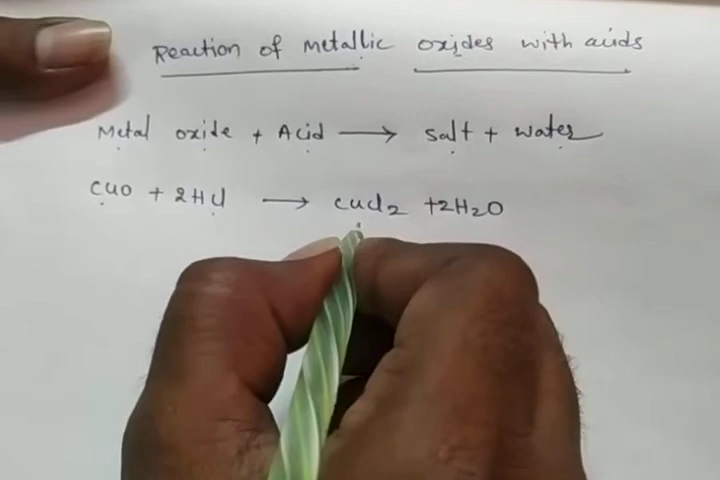 Reaction of metallic oxides with acids
Metal oxide + Acid → Salt + water
CuO + 2HCl → CuCl2 + 2H2O